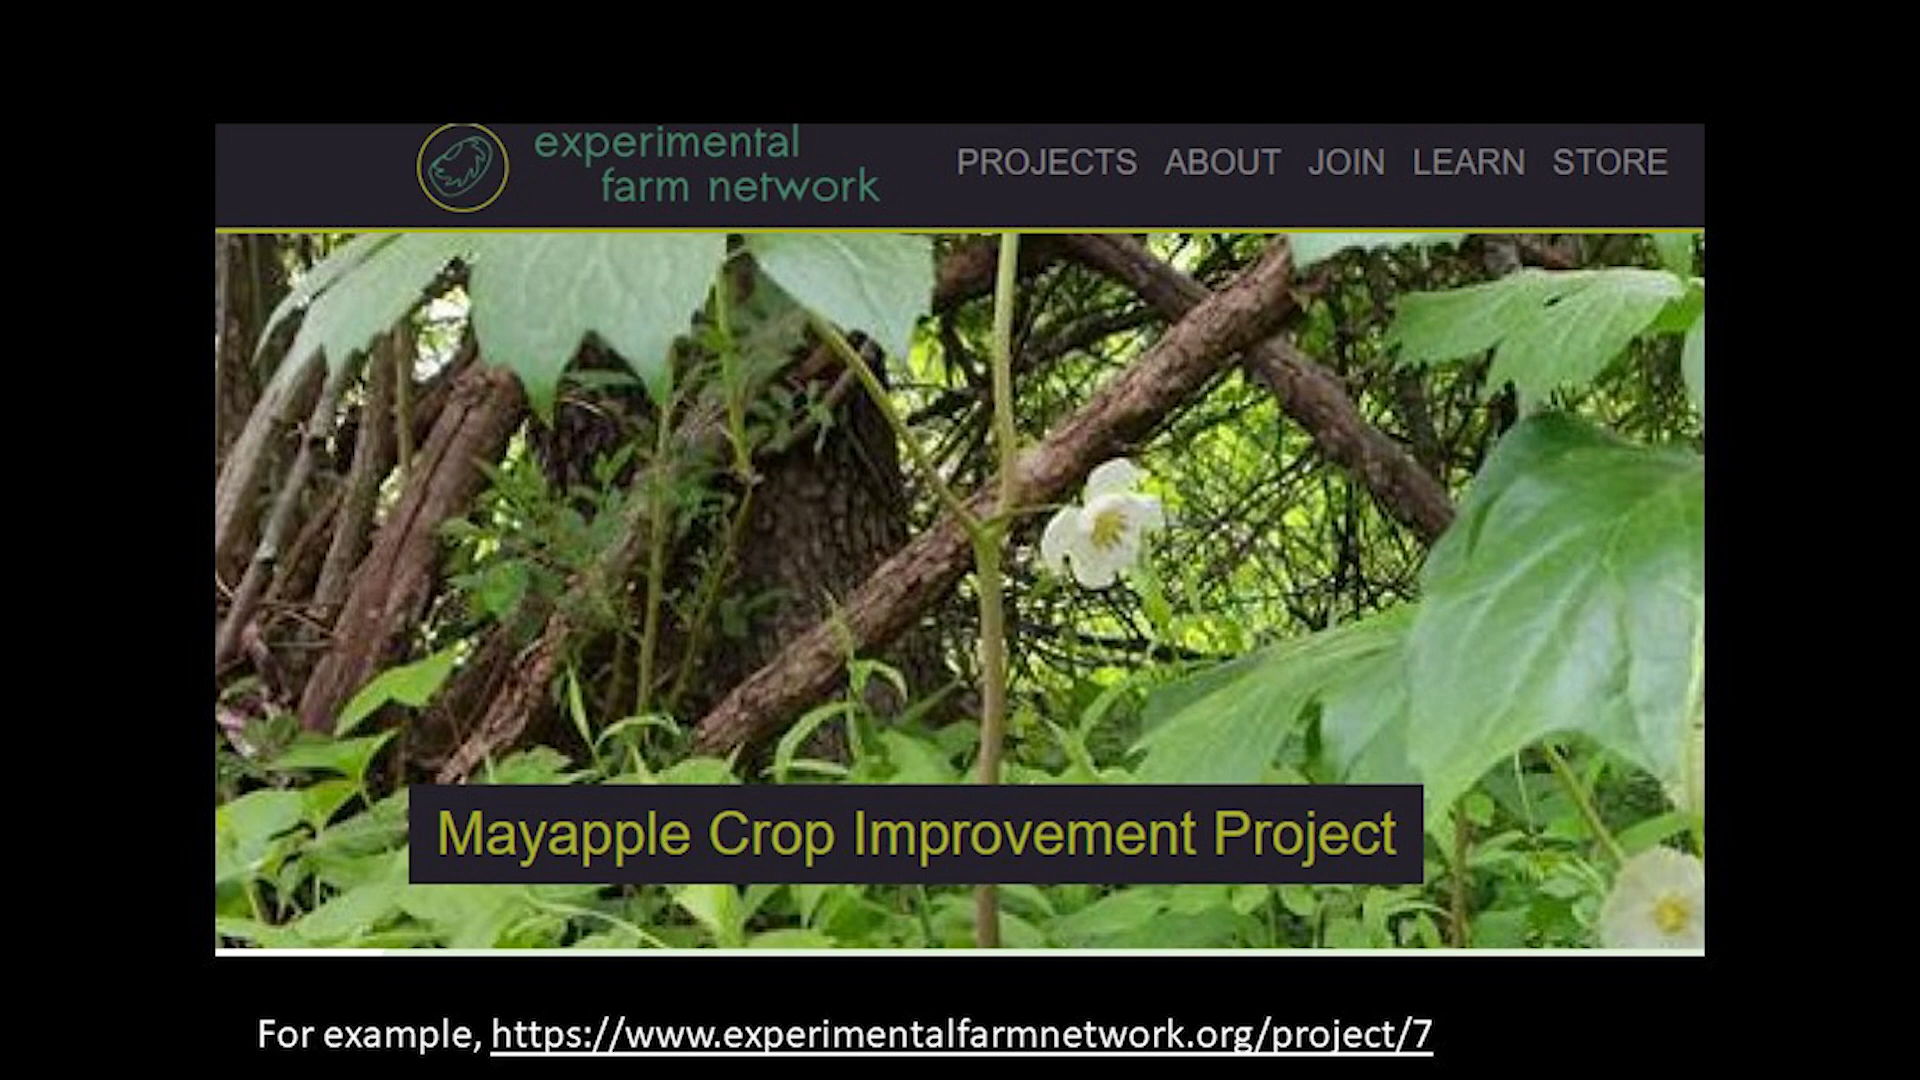 experimental
farm network
PROJECTS ABOUT JOIN LEARN STORE
Mayapple Crop Improvement Project
For example, https://www.experimentalfarmnetwork.org/project/7